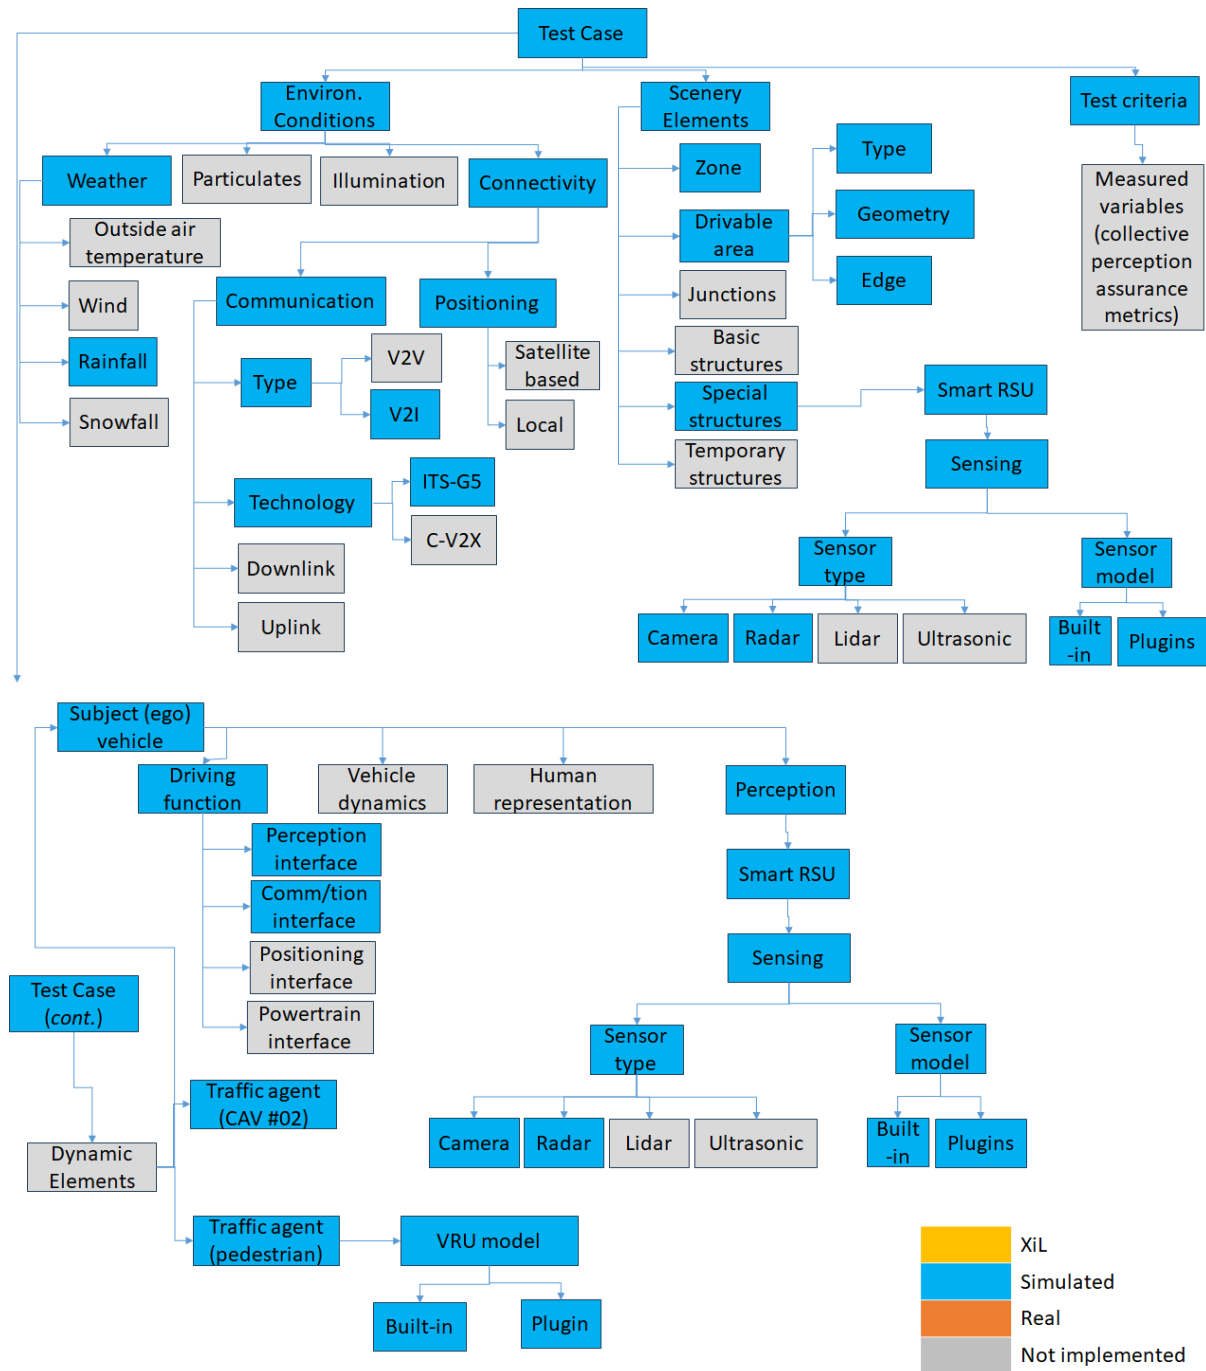 Test Case
Environ.
Conditions
Scenery
Elements
Test criteria
Weather
Particulates
Illumination
Connectivity
Zone
Type
Measured
variables
(collective
perception
assurance
metrics)
Outside air
temperature
Drivable
area
Geometry
Wind
Communication
Positioning
Junctions
Edge
Rainfall
Type
V2V
Satellite
based
Basic
structures
Snowfall
V2I
Local
Special
structures
Smart RSU
Temporary
structures
Sensing
Technology
ITS-G5
C-V2X
Downlink
Uplink
Sensor
type
Sensor
model
Camera
Radar
Lidar
Ultrasonic
Built
-in
Plugins
Subject (ego)
vehicle
Driving
function
Vehicle
dynamics
Human
representation
Perception
Perception
interface
Smart RSU
Comm/tion
interface
Positioning
interface
Sensing
Test Case
(cont.)
Powertrain
interface
Sensor
type
Sensor
model
Traffic agent
(CAV #02)
Camera
Radar
Lidar
Ultrasonic
Built
-in
Plugins
Dynamic
Elements
Traffic agent
(pedestrian)
VRU model
Built-in
Plugin
XiL
Simulated
Real
Not implemented